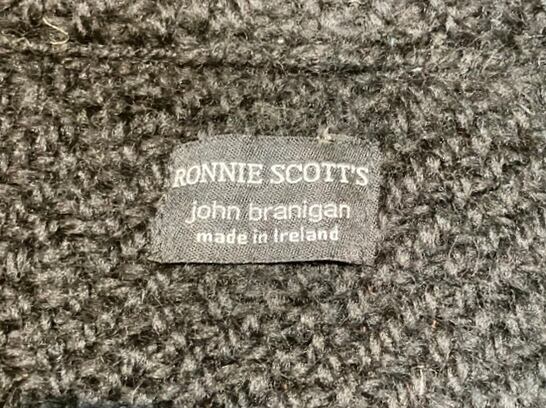 RONNIE SCOTT'S
john branigan
made in Ireland